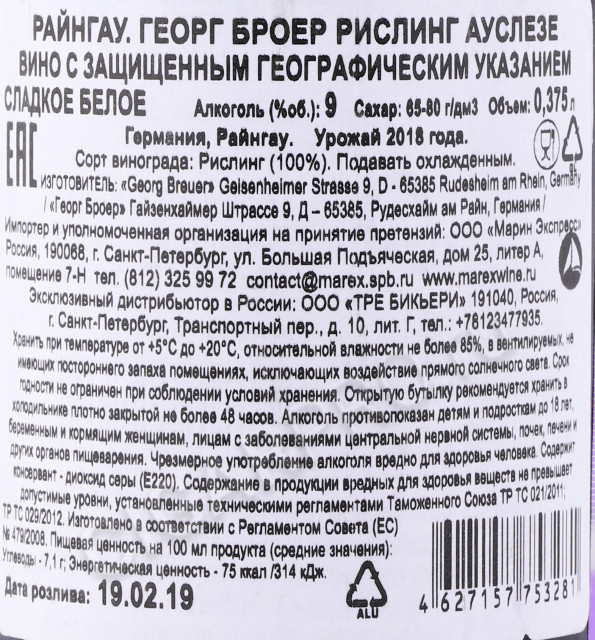 РАЙНГАУ. ГЕОРГ БРОЕР РИСЛИНГ АУСЛЕЗЕ
ВИНО С ЗАЩИЩЕННЫМ ГЕОГРАФИЧЕСКИМ УКАЗАНИЕМ
СЛАДКОЕ БЕЛОЕ Алкоголь (%об.): 9 Сахар: 65-80 г/дм3 Объем: 0,375 л
EAC Германия, Райнгау. Урожай 2018 года.
Сорт винограда: Рислинг (100%). Подавать охлажденным.
ИЗГОТОВИТЕЛЬ: «Georg Breuer» Geisenheimer Strasse 9, D - 65385 Rudesheim am Rhein, Germany
/ «Георг Броер» Гайзенхаймер Штрассе 9, Д – 65385, Рудесхайм ам Райн, Германия /
Импортер и уполномоченная организация на принятие претензий: ООО «Марин Экспресс»
Россия, 190068, г. Санкт-Петербург, ул. Большая Подъяческая, дом 25, литер А,
помещение 7-Н тел. (812) 325 99 72 contact@marex.spb.ru www.marexwine.ru
Эксклюзивный дистрибьютор в России: ООО «ТРЕ БИКЬЕРИ» 191040, Россия,
г. Санкт-Петербург, Транспортный пер., д. 10, лит. Г, тел.: +78123477935.
Хранить при температуре от +5°С до +20°С, относительной влажности не более 85%, в вентилируемых, не
имеющих постороннего запаха помещениях, исключающих воздействие прямого солнечного света. Срок
годности не ограничен при соблюдении условий хранения. Открытую бутылку рекомендуется хранить в
холодильнике плотно закрытой не более 48 часов. Алкоголь противопоказан детям и подросткам до 18 лет,
беременным и кормящим женщинам, лицам с заболеваниями центральной нервной системы, почек, печени и
других органов пищеварения. Чрезмерное употребление алкоголя вредно для здоровья человека. Содержит
консервант - диоксид серы (Е220). Содержание в продукции вредных для здоровья веществ не превышает
допустимые уровни, установленные техническими регламентами Таможенного Союза ТР ТС 021/2011;
ТР ТС 029/2012. Изготовлено в соответствии с Регламентом Совета (ЕС)
№ 479/2008. Пищевая ценность на 100 мл продукта (средние значения):
Углеводы - 7,1 г; Энергетическая ценность - 75 ккал /314 кДж.
Дата розлива: 19.02.19
ALU
4 627157 753281